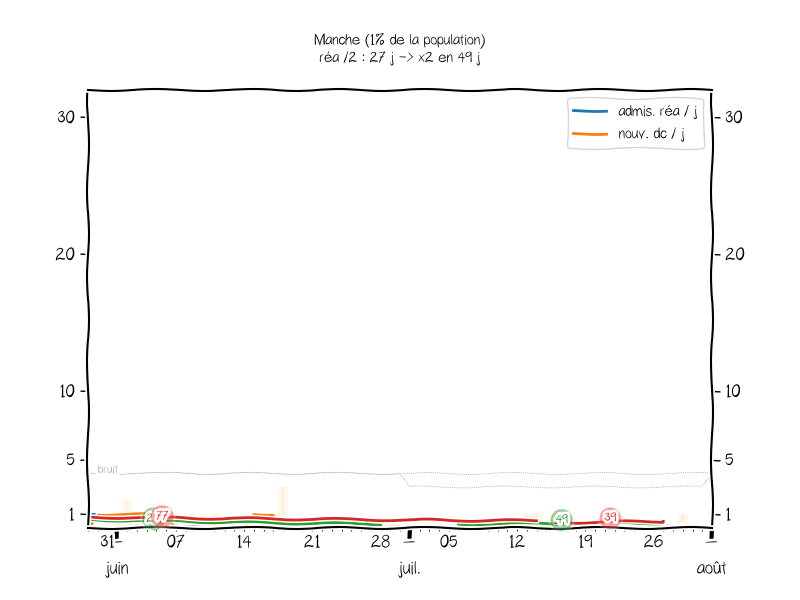 Manche (1% de la population)
réa /2 : 27 j -> x2 en 49 j
admis. réa / j
nouv. dc / j
30
30
20
20
10
10
5
5
bruit
1
1
77
49
39
31
07
14
21
28
05
12
19
26
juin
juil.
août